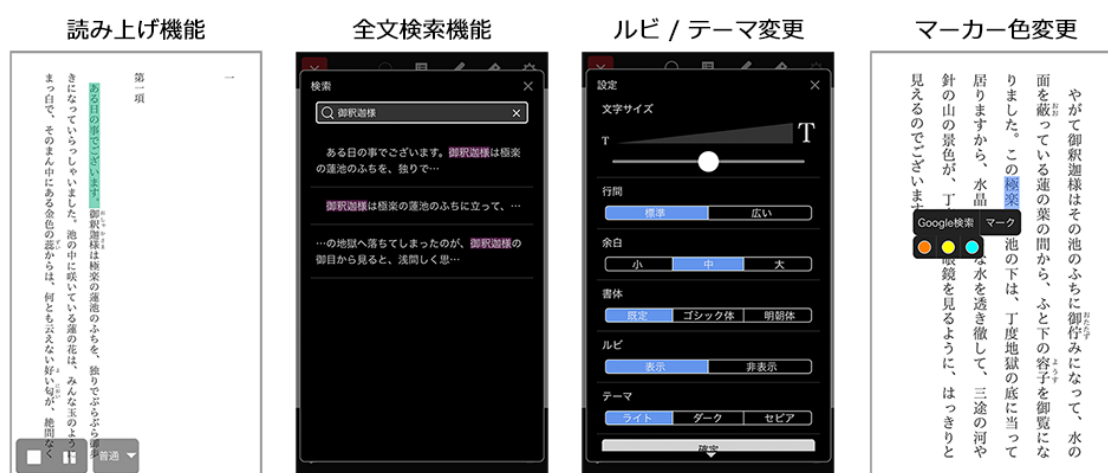 読み上げ機能
一
第一項
ある日の事でございます。御釈迦様は極楽の蓮池のふちを、独りでぶらぶら御歩
きになっていらっしゃいました。池の中に咲いている蓮の花は、みんな玉のよう
まっ白で、そのまん中にある金色の蕊からは、何とも云えない好い匂が、絶間なく
普通
全文検索機能
検索
御釈迦様
ある日の事でございます。御釈迦様は極楽
の蓮池のふちを、独りで…
御釈迦様は極楽の蓮池のふちに立って、…
…の地獄へ落ちてしまったのが、御釈迦様の
御目から見ると、浅間しく思…
ルビ / テーマ変更
設定
文字サイズ
T T
行間
標準 広い
余白
小 中 大
書体
既定 ゴシック体 明朝体
ルビ
表示 非表示
テーマ
ライト ダーク セピア
確定
マーカー色変更
やがて御釈迦様はその池のふちに御佇みになって、水の
面を蔽っている蓮の葉の間から、ふと下の容子を御覧にな
りました。この極楽 池の下は、丁度地獄の底に当って
居りますから、水晶 な水を透き徹して、三途の河や
針の山の景色が、丁 眼鏡を見るように、はっきりと
見えるのでございます
Google検索 マーク